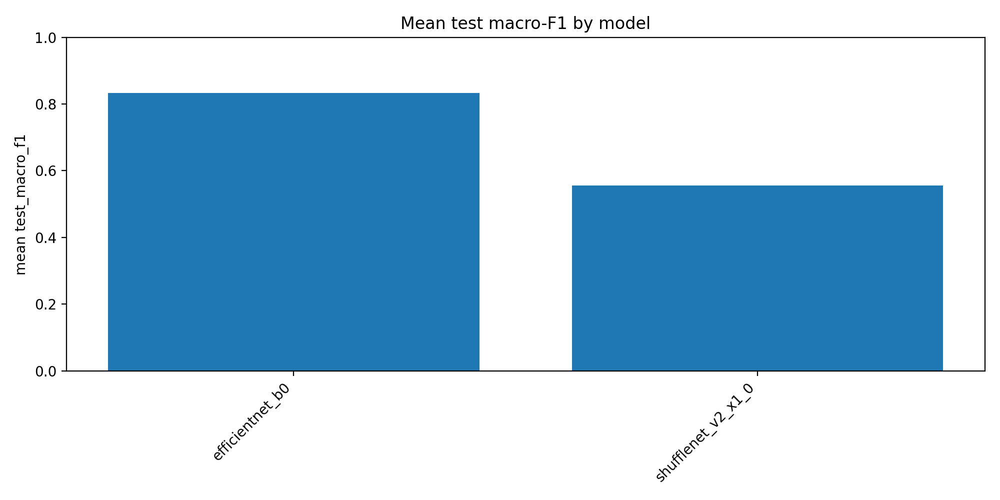 Mean test macro-F1 by model
mean test_macro_f1
1.0
0.8
0.6
0.4
0.2
0.0
efficientnet_b0
shufflenet_v2_x1_0